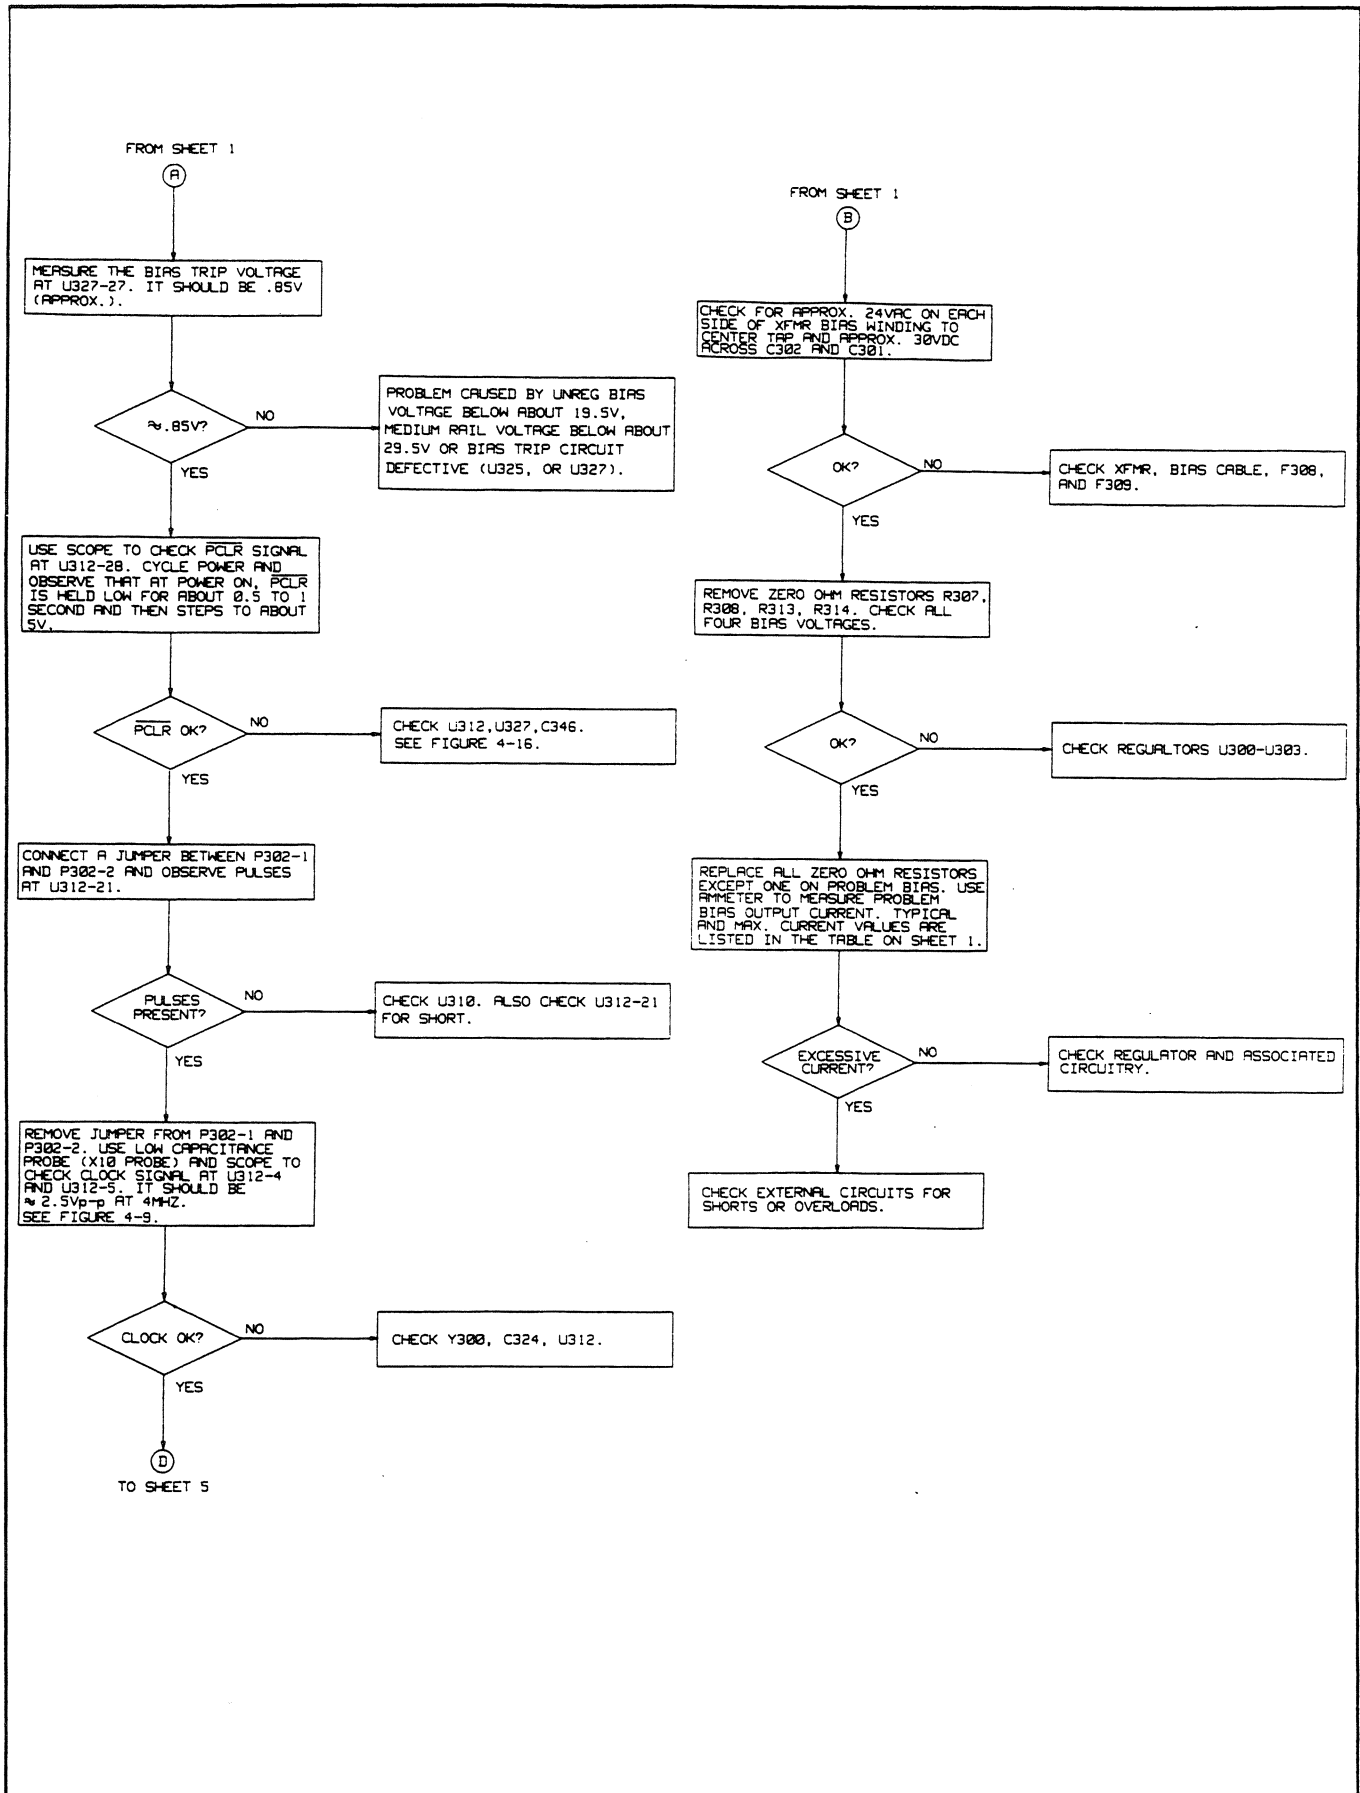 FROM SHEET 1
A
MEASURE THE BIAS TRIP VOLTAGE
AT U327-27. IT SHOULD BE .85V
(APPROX.).
≈.85V?
NO
YES
PROBLEM CAUSED BY UNREG BIAS
VOLTAGE BELOW ABOUT 19.5V,
MEDIUM RAIL VOLTAGE BELOW ABOUT
29.5V OR BIAS TRIP CIRCUIT
DEFECTIVE (U325, OR U327).
USE SCOPE TO CHECK P̅C̅L̅R̅ SIGNAL
AT U312-28. CYCLE POWER AND
OBSERVE THAT AT POWER ON, P̅C̅L̅R̅
IS HELD LOW FOR ABOUT 0.5 TO 1
SECOND AND THEN STEPS TO ABOUT
5V.
P̅C̅L̅R̅ OK?
NO
YES
CHECK U312,U327,C346.
SEE FIGURE 4-16.
CONNECT A JUMPER BETWEEN P302-1
AND P302-2 AND OBSERVE PULSES
AT U312-21.
PULSES
PRESENT?
NO
YES
CHECK U310. ALSO CHECK U312-21
FOR SHORT.
REMOVE JUMPER FROM P302-1 AND
P302-2. USE LOW CAPACITANCE
PROBE (X10 PROBE) AND SCOPE TO
CHECK CLOCK SIGNAL AT U312-4
AND U312-5. IT SHOULD BE
≈ 2.5Vp-p AT 4MHZ.
SEE FIGURE 4-9.
CLOCK OK?
NO
YES
CHECK Y300, C324, U312.
D
TO SHEET 5
FROM SHEET 1
B
CHECK FOR APPROX. 24VAC ON EACH
SIDE OF XFMR BIAS WINDING TO
CENTER TAP AND APPROX. 30VDC
ACROSS C302 AND C301.
OK?
NO
YES
CHECK XFMR, BIAS CABLE, F308,
AND F309.
REMOVE ZERO OHM RESISTORS R307,
R308, R313, R314. CHECK ALL
FOUR BIAS VOLTAGES.
OK?
NO
YES
CHECK REGUALTORS U300-U303.
REPLACE ALL ZERO OHM RESISTORS
EXCEPT ONE ON PROBLEM BIAS. USE
AMMETER TO MEASURE PROBLEM
BIAS OUTPUT CURRENT. TYPICAL
AND MAX. CURRENT VALUES ARE
LISTED IN THE TABLE ON SHEET 1.
EXCESSIVE
CURRENT?
NO
YES
CHECK REGULATOR AND ASSOCIATED
CIRCUITRY.
CHECK EXTERNAL CIRCUITS FOR
SHORTS OR OVERLOADS.